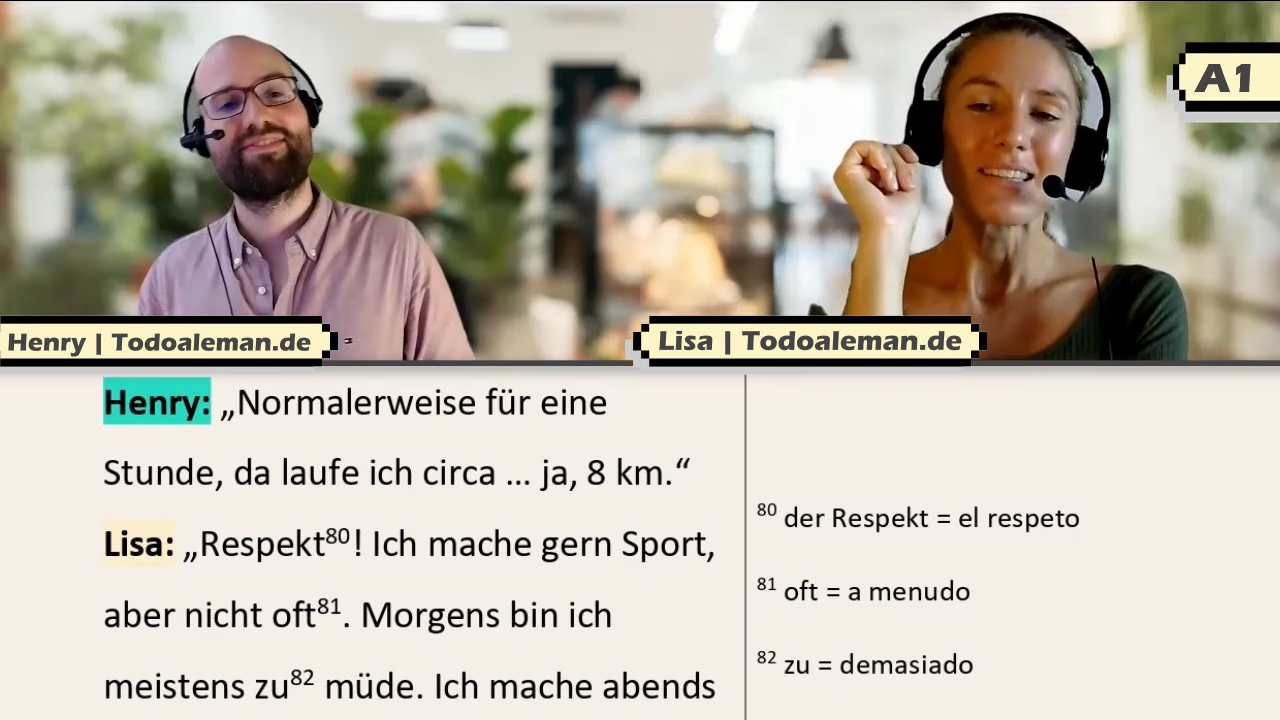 A1
Henry | Todoaleman.de
Lisa | Todoaleman.de
Henry: „Normalerweise für eine
Stunde, da laufe ich circa … ja, 8 km.“
Lisa: „Respekt⁸⁰! Ich mache gern Sport,
aber nicht oft⁸¹. Morgens bin ich
meistens zu⁸² müde. Ich mache abends
⁸⁰ der Respekt = el respeto
⁸¹ oft = a menudo
⁸² zu = demasiado